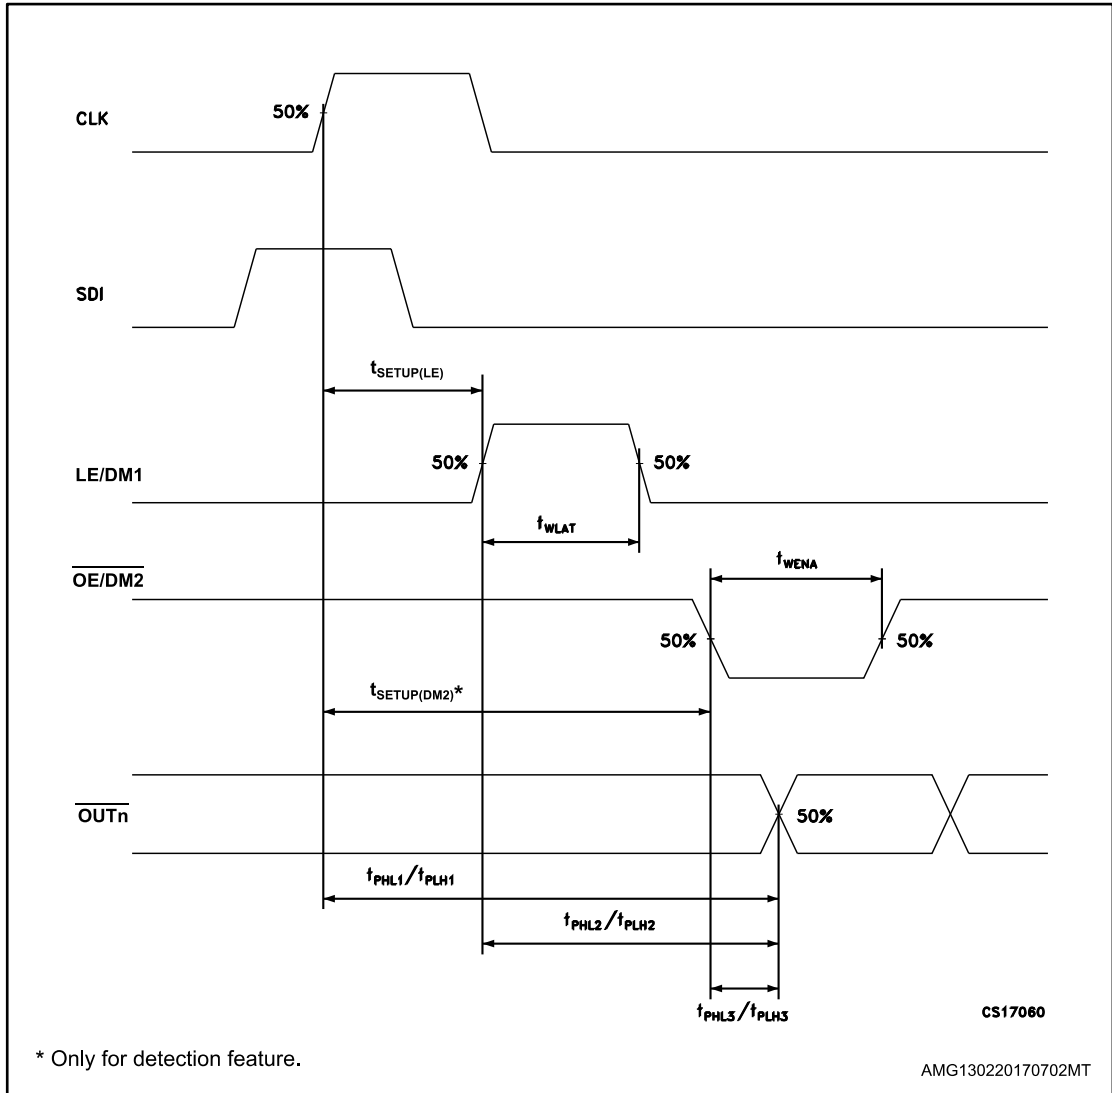 CLK
50%
SDI
tSETUP(LE)
LE/DM1
50%
50%
tWLAT
OE/DM2
tWENA
50%
50%
tSETUP(DM2)*
OUTn
50%
tPHL1/tPLH1
tPHL2/tPLH2
tPHL3/tPLH3
CS17060
* Only for detection feature.
AMG130220170702MT